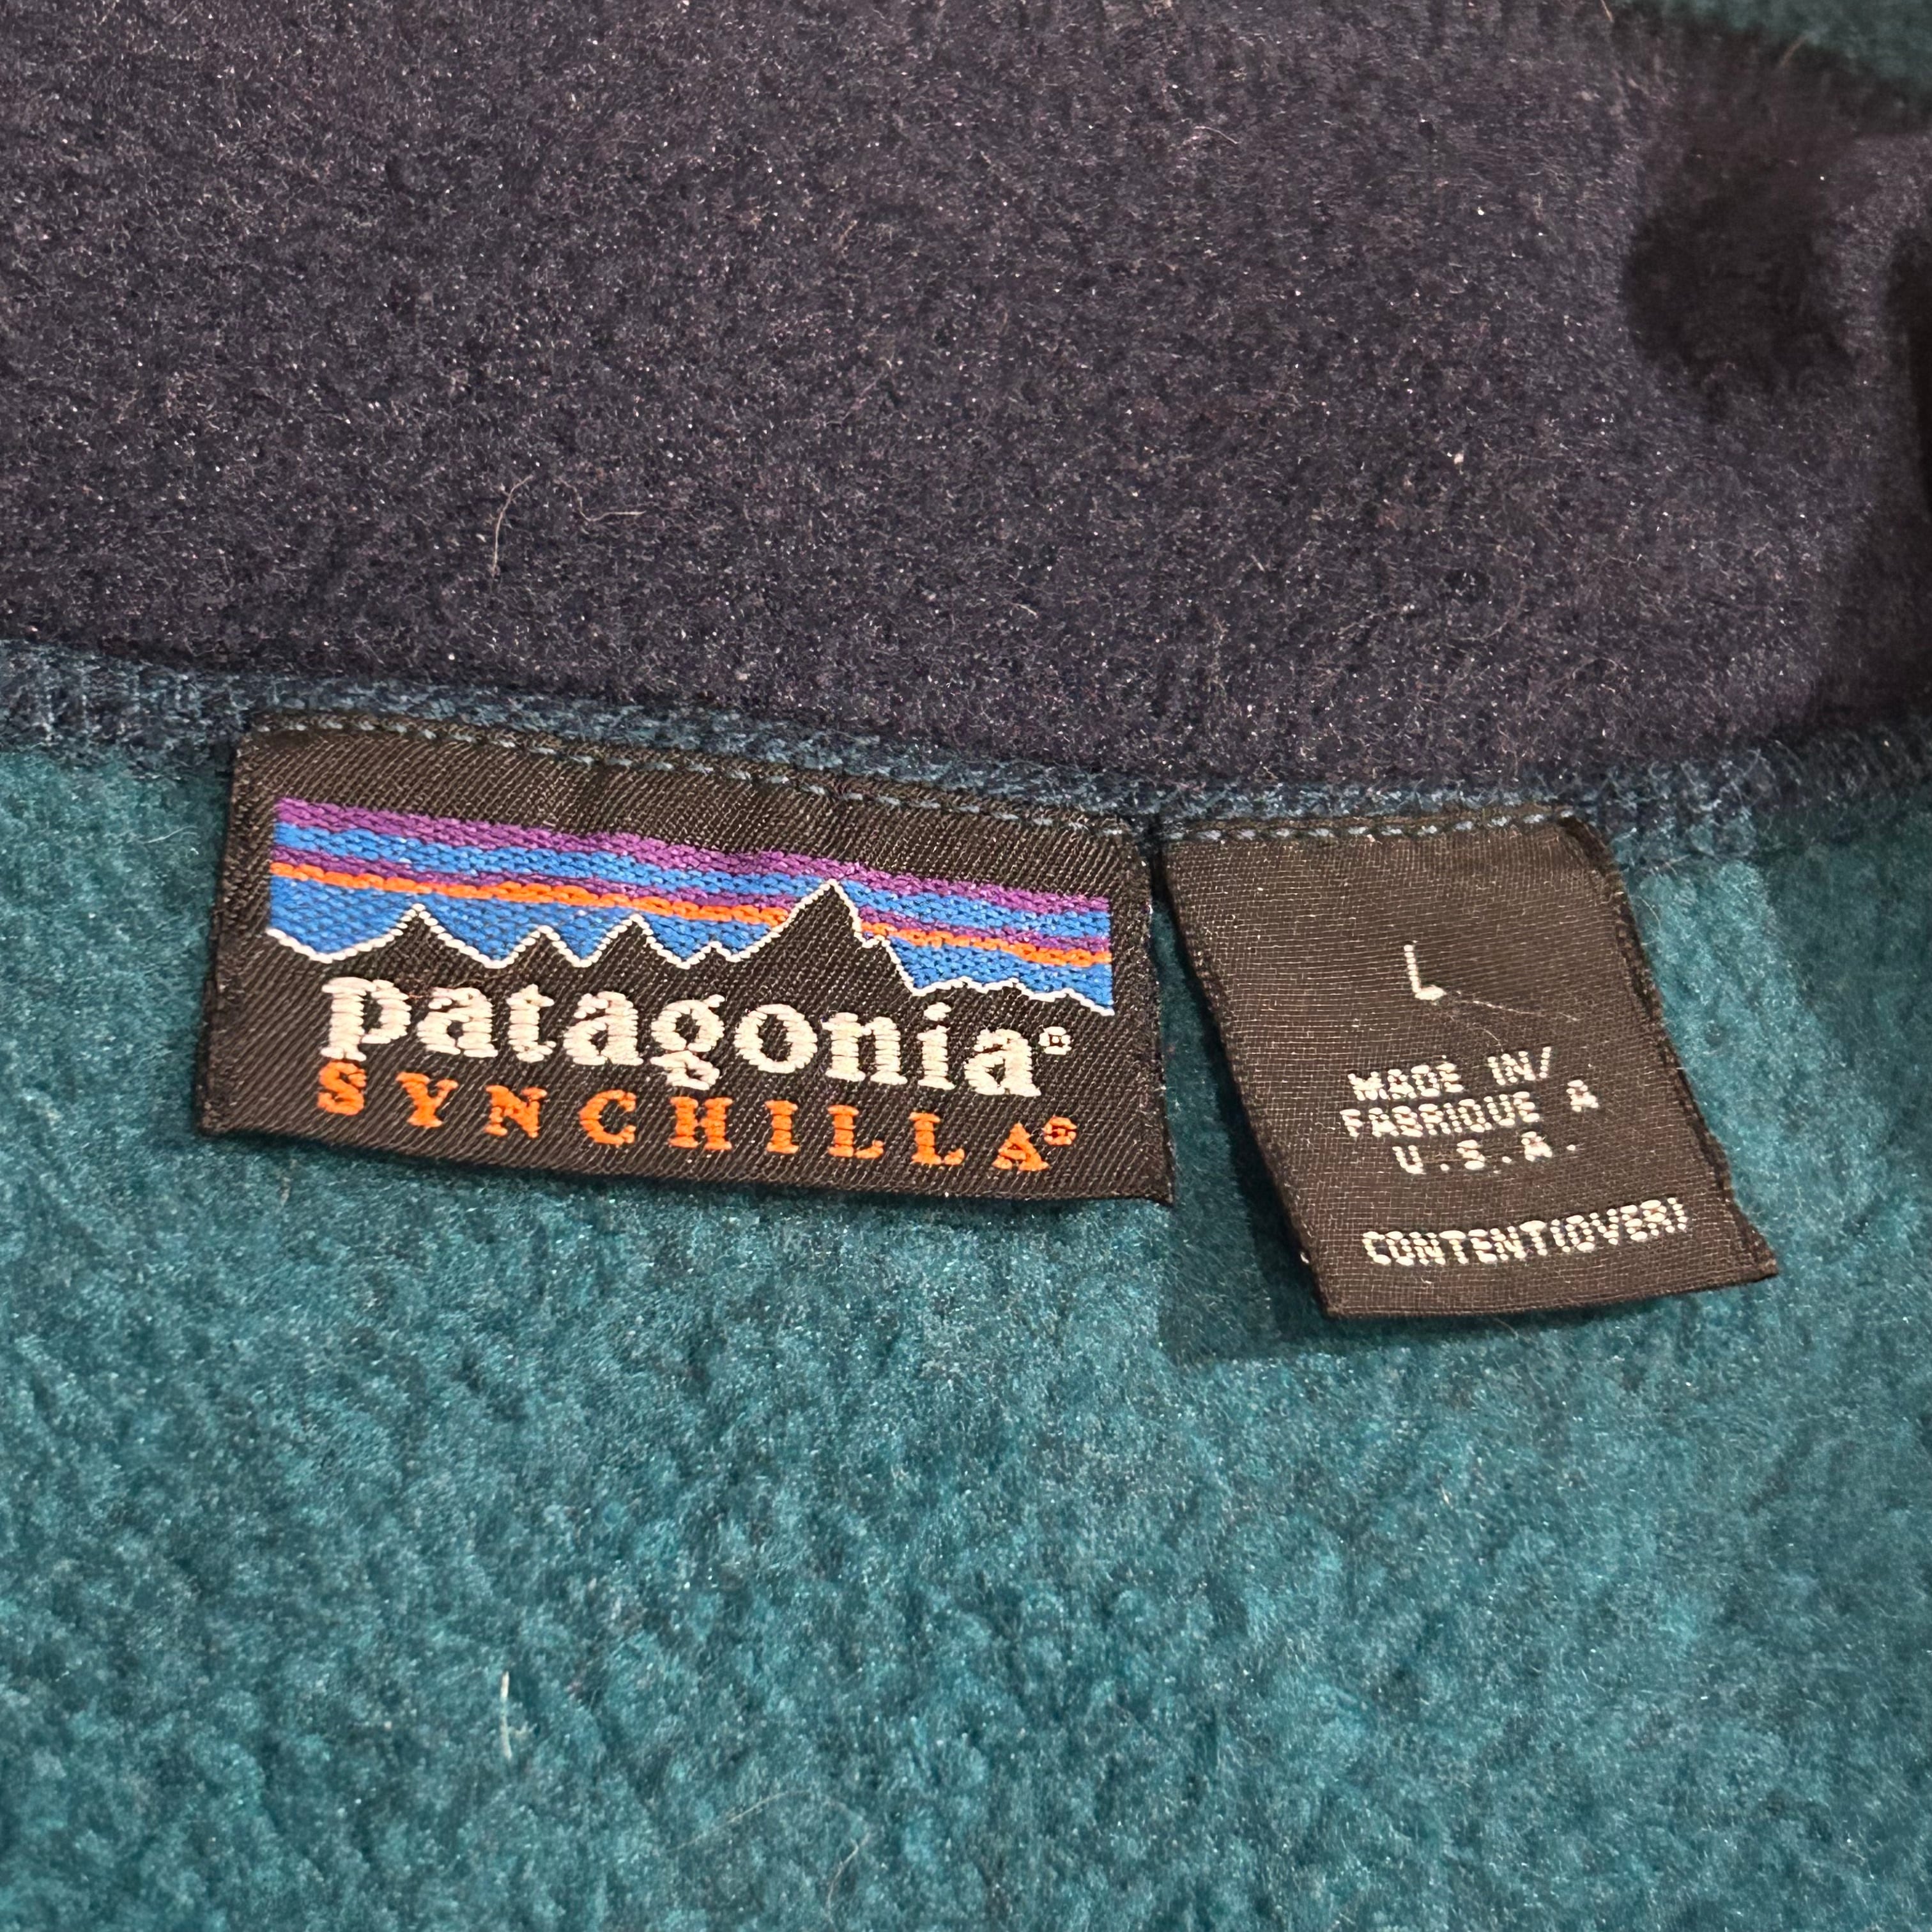 patagonia®
SYNCHILLA®
L
MADE IN/
FABRIQUE A
U.S.A.
CONTENT(OVER)